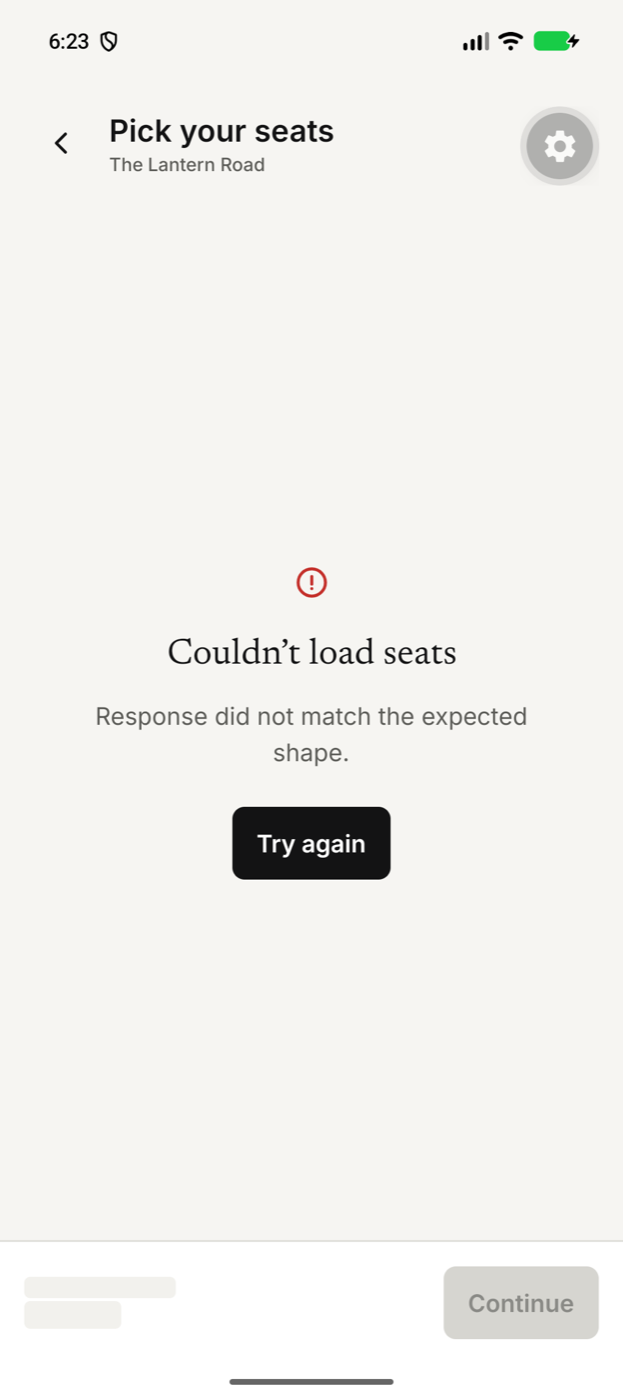 6:23
Pick your seats
The Lantern Road
Couldn’t load seats
Response did not match the expected
shape.
Try again
Continue